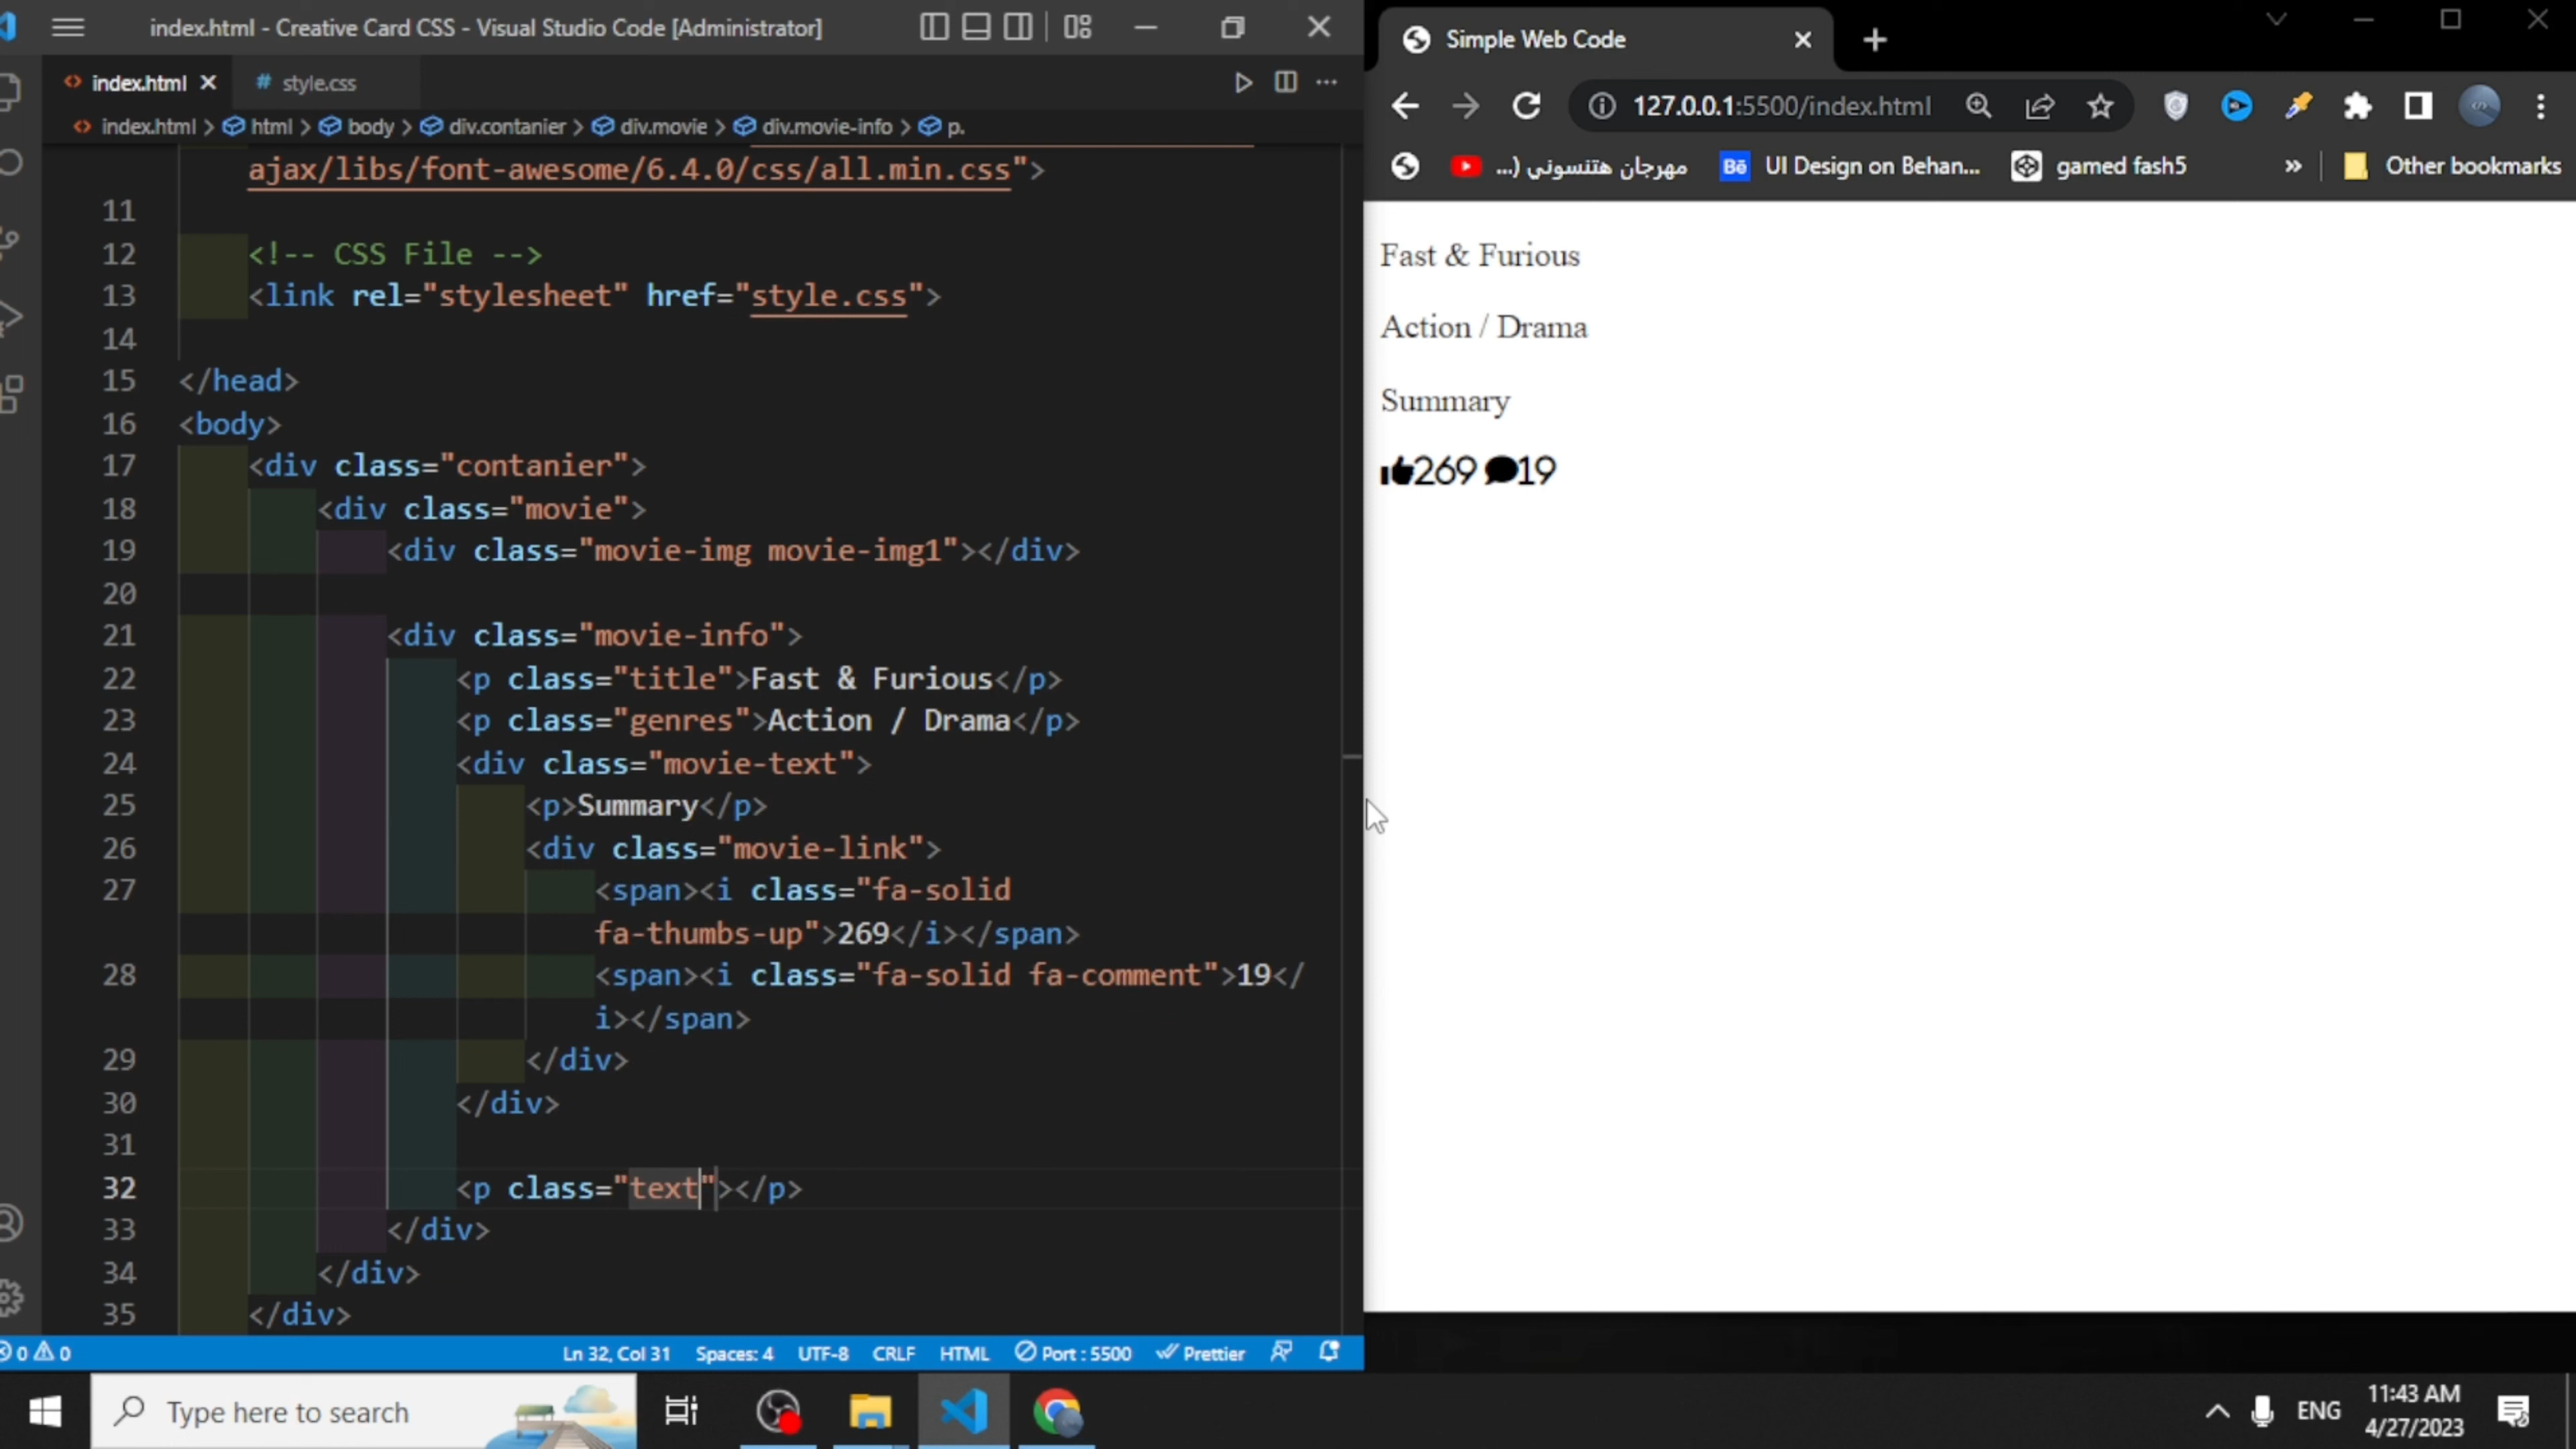 index.html - Creative Card CSS - Visual Studio Code [Administrator]
index.html
# style.css
index.html > html > body > div.contanier > div.movie > div.movie-info > p.
ajax/libs/font-awesome/6.4.0/css/all.min.css">
11
12 <!-- CSS File -->
13 <link rel="stylesheet" href="style.css">
14
15 </head>
16 <body>
17 <div class="contanier">
18 <div class="movie">
19 <div class="movie-img movie-img1"></div>
20
21 <div class="movie-info">
22 <p class="title">Fast & Furious</p>
23 <p class="genres">Action / Drama</p>
24 <div class="movie-text">
25 <p>Summary</p>
26 <div class="movie-link">
27 <span><i class="fa-solid
fa-thumbs-up">269</i></span>
28 <span><i class="fa-solid fa-comment">19</
i></span>
29 </div>
30 </div>
31
32 <p class="text"></p>
33 </div>
34 </div>
35 </div>
0 0 Ln 32, Col 31 Spaces: 4 UTF-8 CRLF HTML Port : 5500 Prettier
Simple Web Code
127.0.0.1:5500/index.html
مهرجان هتنسوني (...
Bē UI Design on Behan...
gamed fash5
» Other bookmarks
Fast & Furious
Action / Drama
Summary
269 19
Type here to search
ENG
11:43 AM
4/27/2023